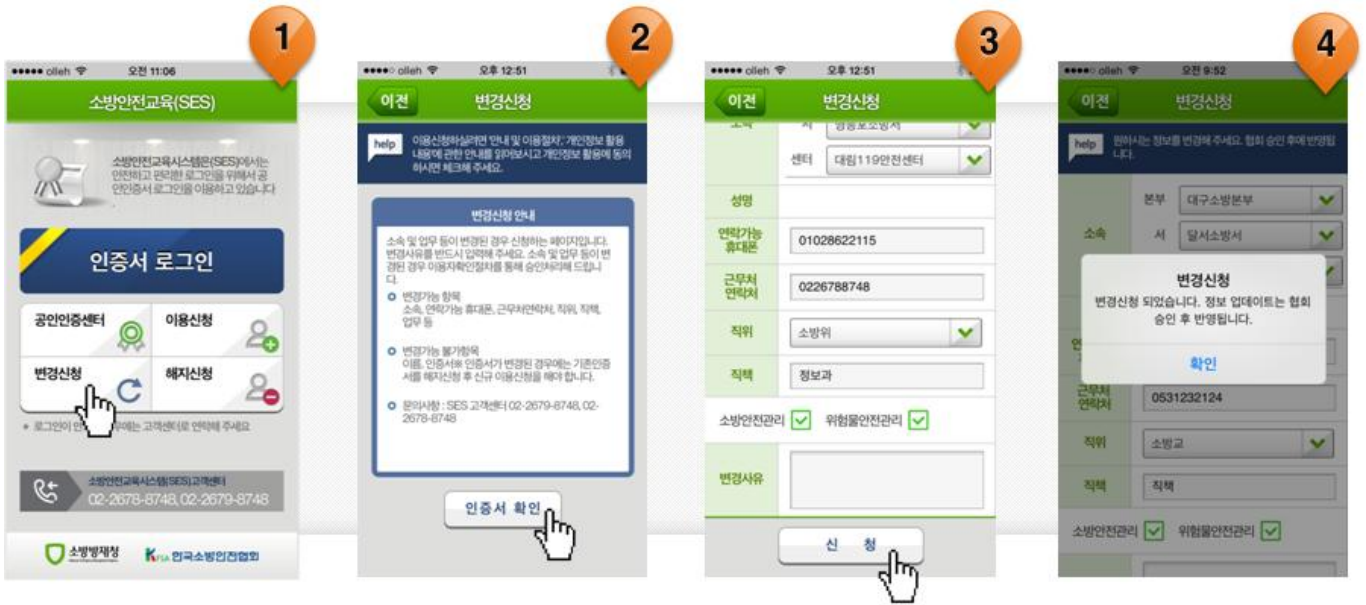 1
olleh 오전 11:06
소방안전교육(SES)
소방안전교육시스템은(SES)에서는
안전하고 편리한 로그인을 위해서 공
인인증서 로그인을 이용하고 있습니다
.
인증서 로그인
공인인증센터 이용신청
변경신청 해지신청
소방안전교육시스템(SES)고객센터
02-2678-8748, 02-2679-8748
소방방재청 한국소방안전협회
2
olleh 오후 12:51
이전 변경신청
help 이용신청하실려면 '안내 및 이용절차,' '개인정보 활용
내용'에 관한 안내를 읽어보시고 개인정보 활용에 동의
하시면 체크해 주세요.
변경신청 안내
소속 및 업무 등이 변경된 경우 신청하는 페이지입니다.
변경사유를 반드시 입력해 주세요. 소속 및 업무 등이 변
경된 경우 이용자확인절차를 통해 승인처리해 드립니
다.
변경가능 항목
소속, 연락가능 휴대폰, 근무처연락처, 직위, 직책,
업무 등
변경가능 불가항목
이름, 인증서※ 인증서가 변경된 경우에는 기존인증
서를 해지신청 후 신규 이용신청을 해야 합니다.
문의사항 : SES 고객센터 02-2679-8748, 02-
2678-8748
인증서 확인
3
olleh 오후 12:51
이전 변경신청
소속 서 영등포소방서
센터 대림119안전센터
성명
연락가능
휴대폰 01028622115
근무처
연락처 0226788748
직위 소방위
직책 정보과
소방안전관리 위험물안전관리
변경사유
신 청
4
olleh 오전 9:52
이전 변경신청
help 원하시는 정보를 변경해 주세요. 협회 승인 후에 반영됩
니다.
본부 대구소방본부
소속 서 달서소방서
변경신청
변경신청 되었습니다. 정보 업데이트는 협회
승인 후 반영됩니다.
확인
근무처
연락처 0531232124
직위 소방교
직책 직책
소방안전관리 위험물안전관리